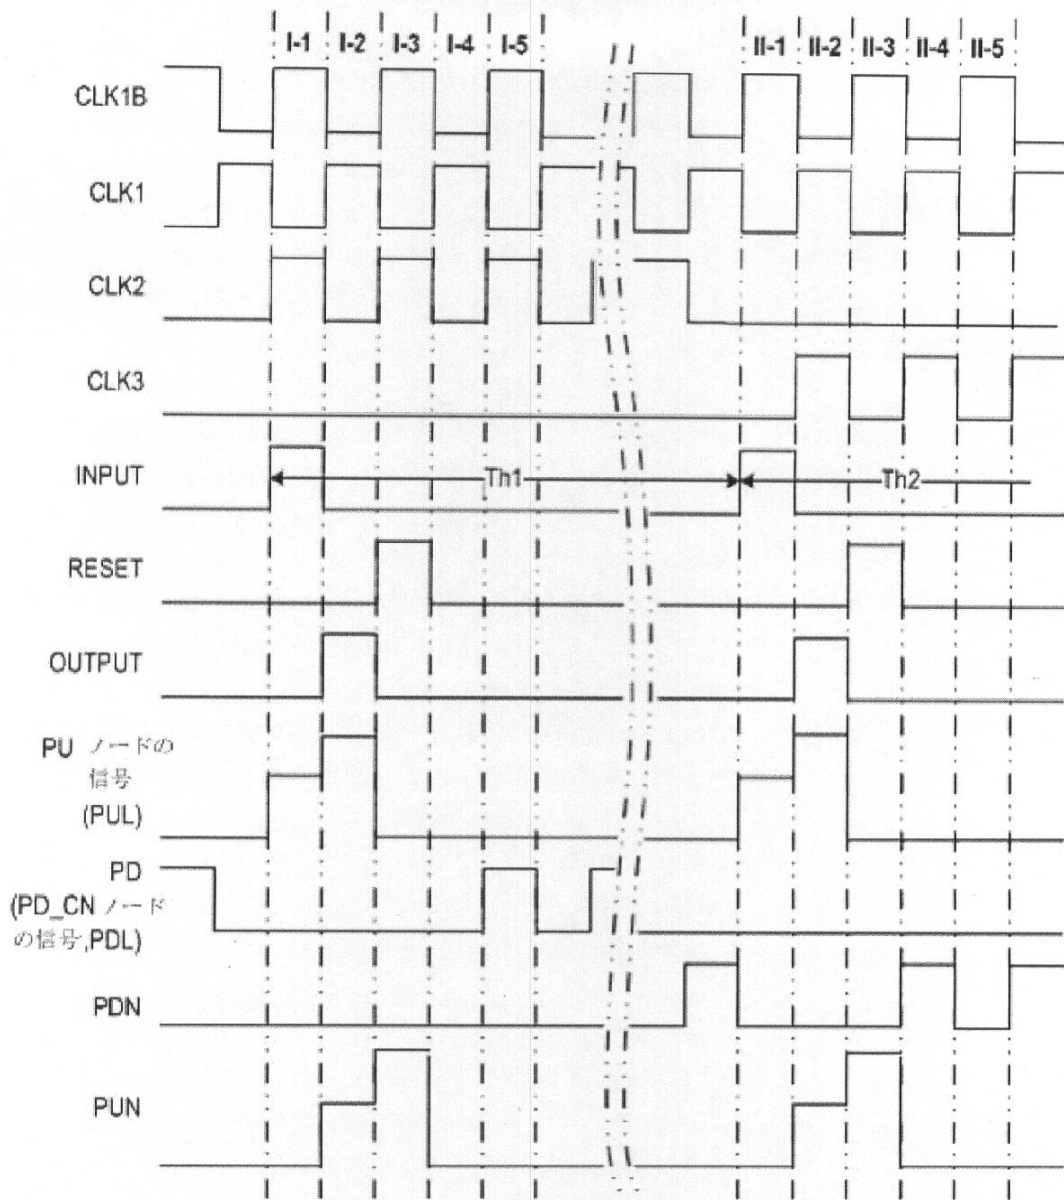 I-1 I-2 I-3 I-4 I-5 II-1 II-2 II-3 II-4 II-5
CLK1B
CLK1
CLK2
CLK3
INPUT
Th1 Th2
RESET
OUTPUT
PU ノードの
信号
(PUL)
PD
(PD_CN ノード
の信号,PDL)
PDN
PUN